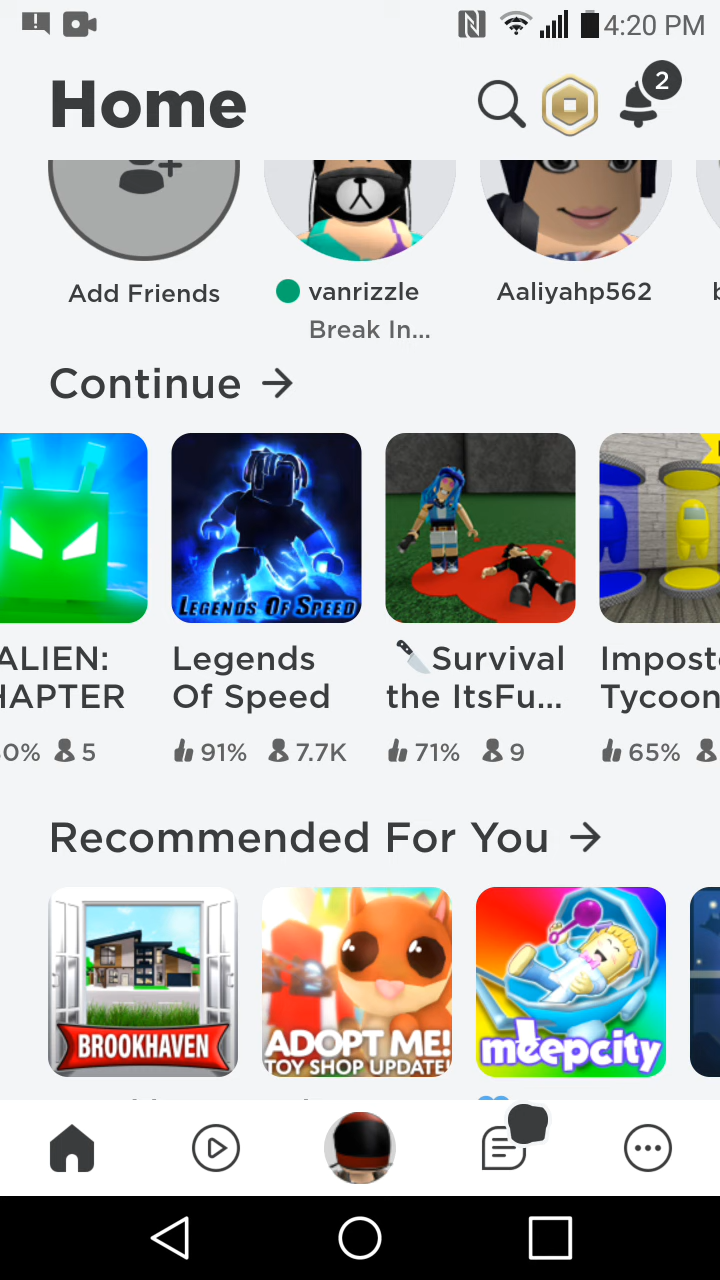 4:20 PM
Home
2
Add Friends
vanrizzle
Aaliyahp562
Break In...
Continue →
LEGENDS OF SPEED
ALIEN:
HAPTER
Legends
Of Speed
🔪Survival
the ItsFu...
Impost
Tycoon
0% 5
91% 7.7K
71% 9
65%
Recommended For You →
BROOKHAVEN
ADOPT ME!
TOY SHOP UPDATE!
meepcity